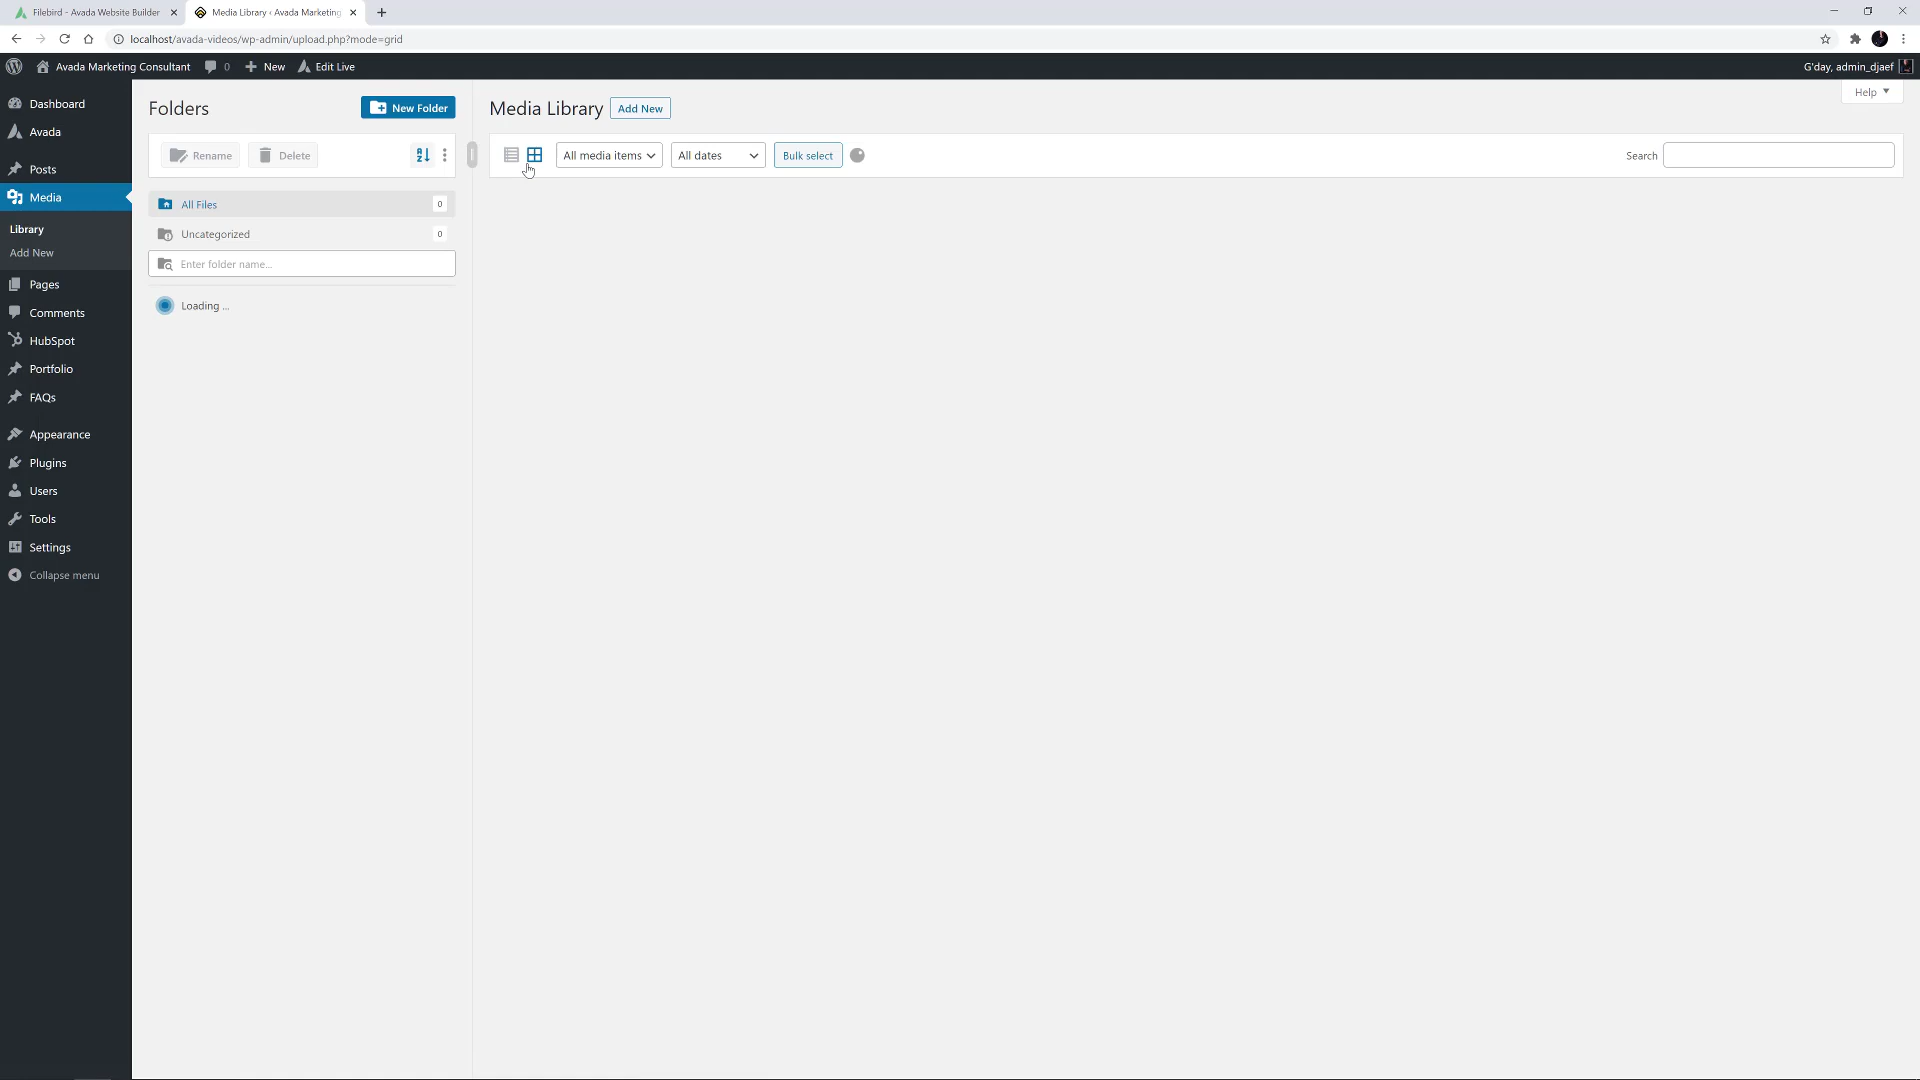 Filebird - Avada Website Builder
Media Library ‹ Avada Marketing
localhost/avada-videos/wp-admin/upload.php?mode=grid
Avada Marketing Consultant 0 New Edit Live G'day, admin_djaef
Dashboard
Avada
Posts
Media
Library
Add New
Pages
Comments
HubSpot
Portfolio
FAQs
Appearance
Plugins
Users
Tools
Settings
Collapse menu
Folders New Folder
Rename Delete
All Files 0
Uncategorized 0
Enter folder name...
Loading ...
Media Library Add New
Help
All media items All dates Bulk select Search